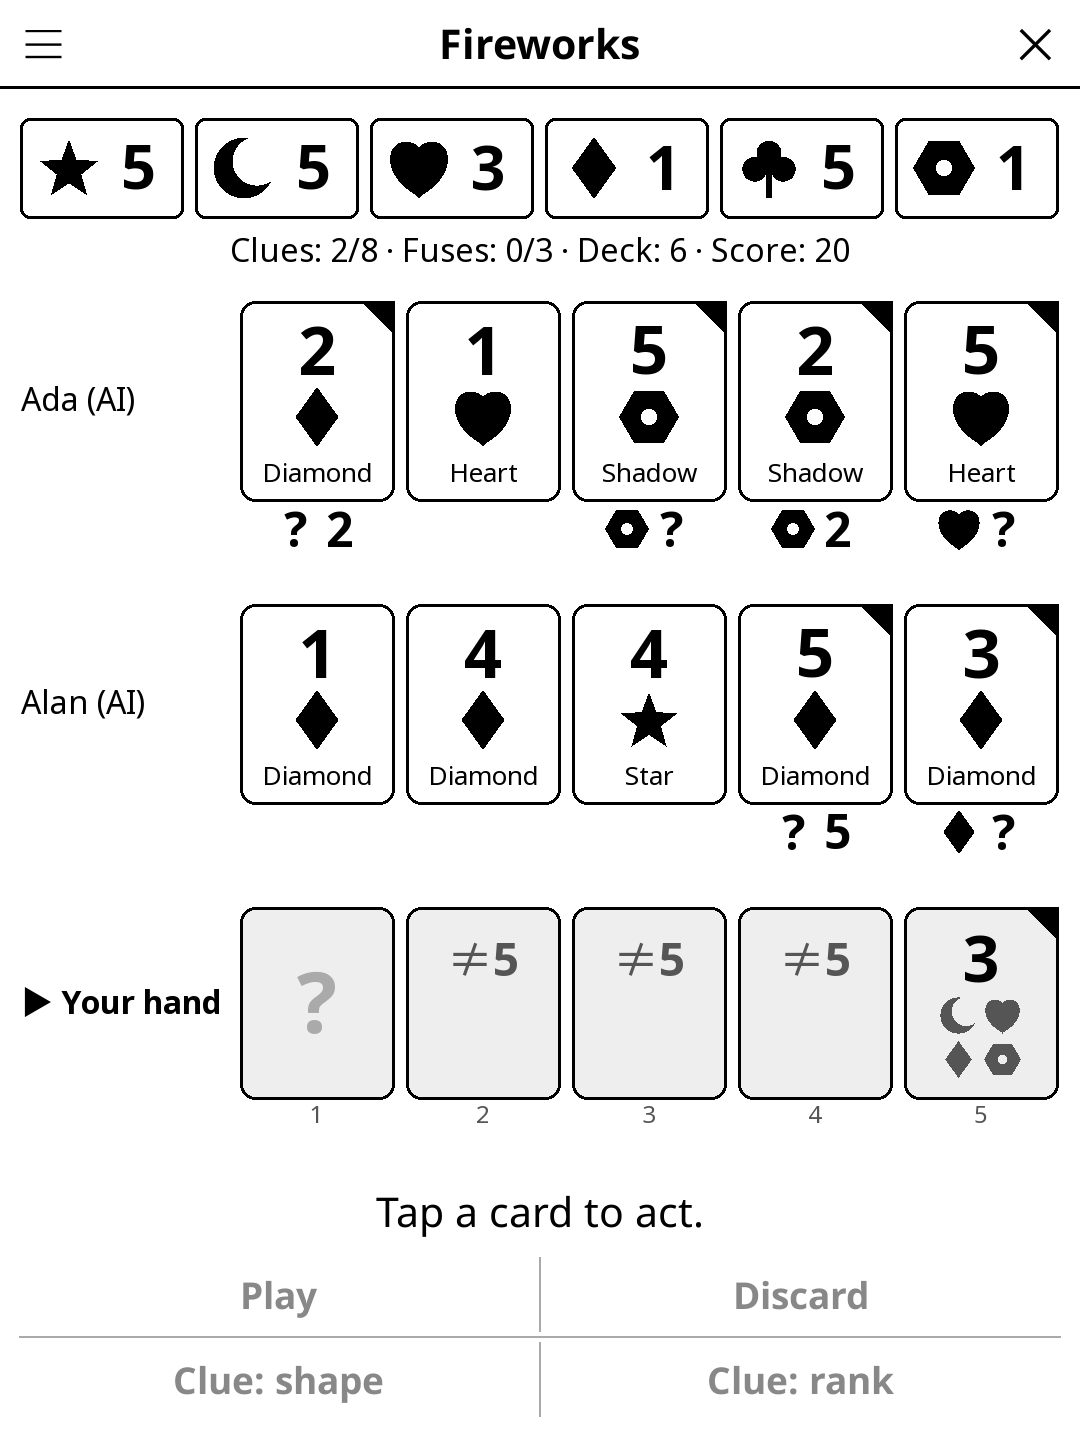 Fireworks
5 5 3 1 5 1
Clues: 2/8 · Fuses: 0/3 · Deck: 6 · Score: 20
Ada (AI)
2 1 5 2 5
Diamond Heart Shadow Shadow Heart
? 2 ? 2 ?
Alan (AI)
1 4 4 5 3
Diamond Diamond Star Diamond Diamond
? 5 ?
Your hand
? ≠5 ≠5 ≠5 3
1 2 3 4 5
Tap a card to act.
Play Discard
Clue: shape Clue: rank